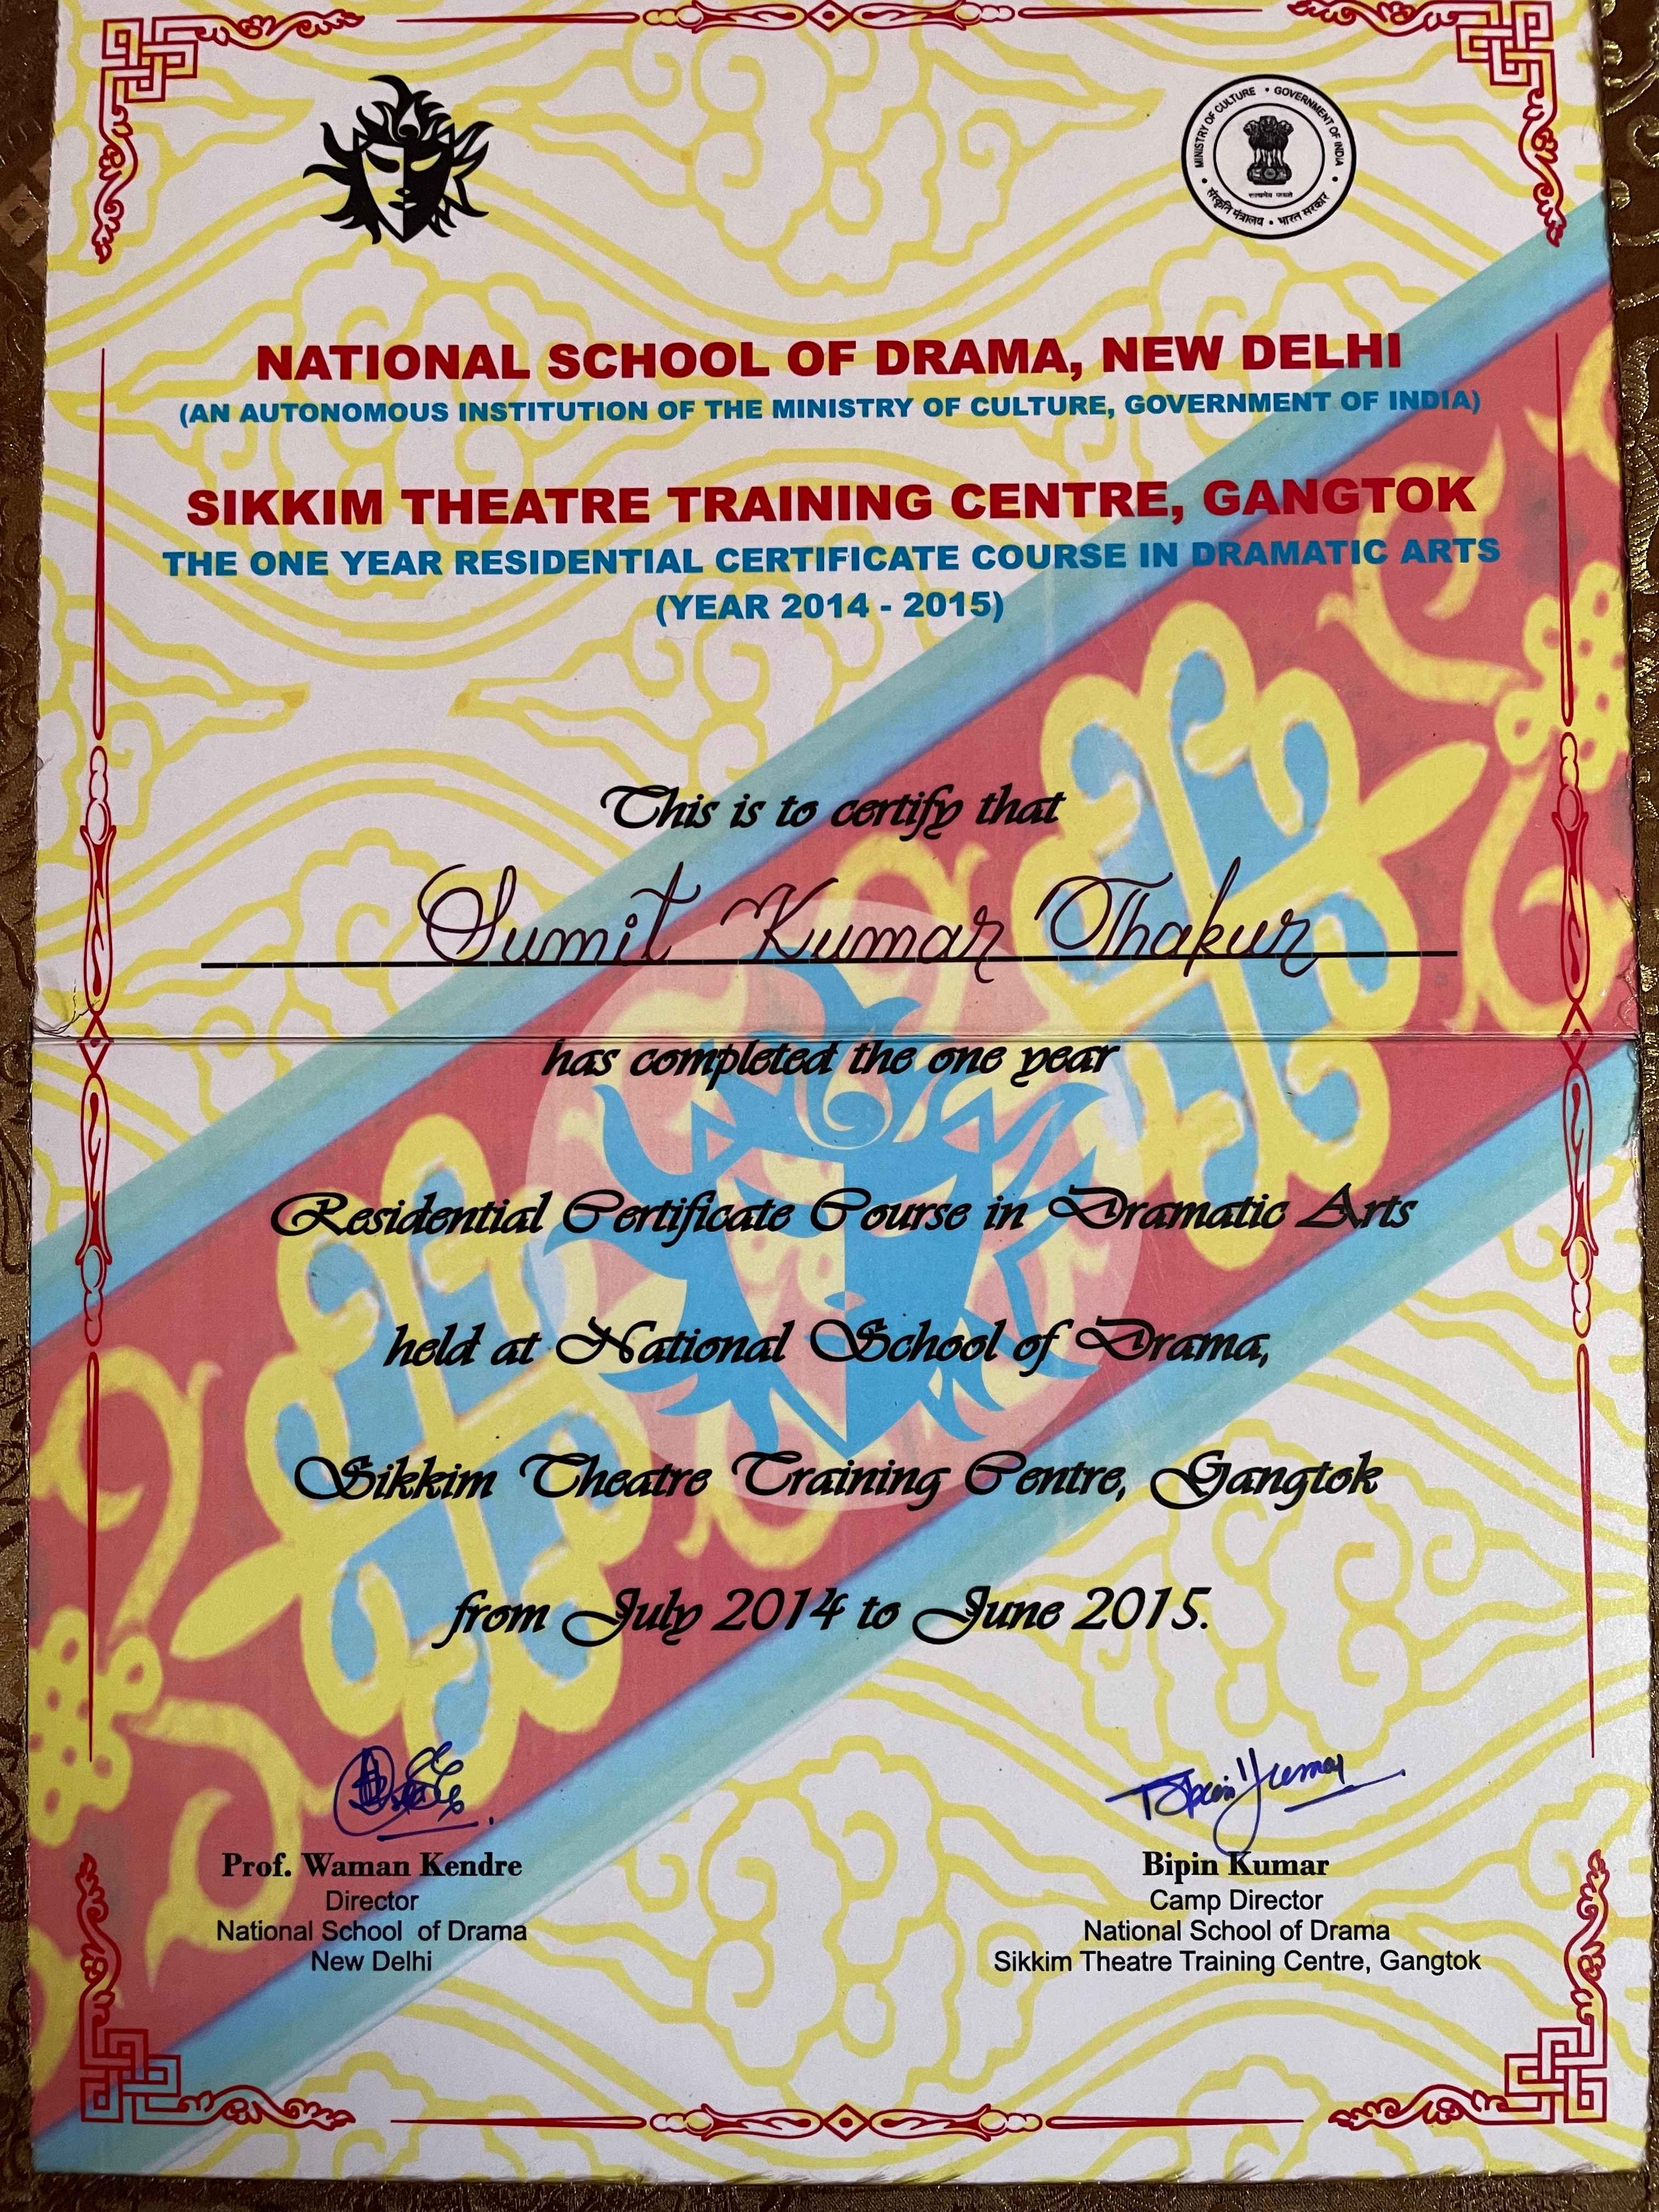 MINISTRY OF CULTURE • GOVERNMENT OF INDIA
सत्यमेव जयते
संस्कृति मंत्रालय • भारत सरकार
NATIONAL SCHOOL OF DRAMA, NEW DELHI
(AN AUTONOMOUS INSTITUTION OF THE MINISTRY OF CULTURE, GOVERNMENT OF INDIA)
SIKKIM THEATRE TRAINING CENTRE, GANGTOK
THE ONE YEAR RESIDENTIAL CERTIFICATE COURSE IN DRAMATIC ARTS
(YEAR 2014 - 2015)
This is to certify that
Sumit Kumar Thakur
has completed the one year
Residential Certificate Course in Dramatic Arts
held at National School of Drama,
Sikkim Theatre Training Centre, Gangtok
from July 2014 to June 2015.
Prof. Waman Kendre
Director
National School of Drama
New Delhi
Bipin Kumar
Bipin Kumar
Camp Director
National School of Drama
Sikkim Theatre Training Centre, Gangtok